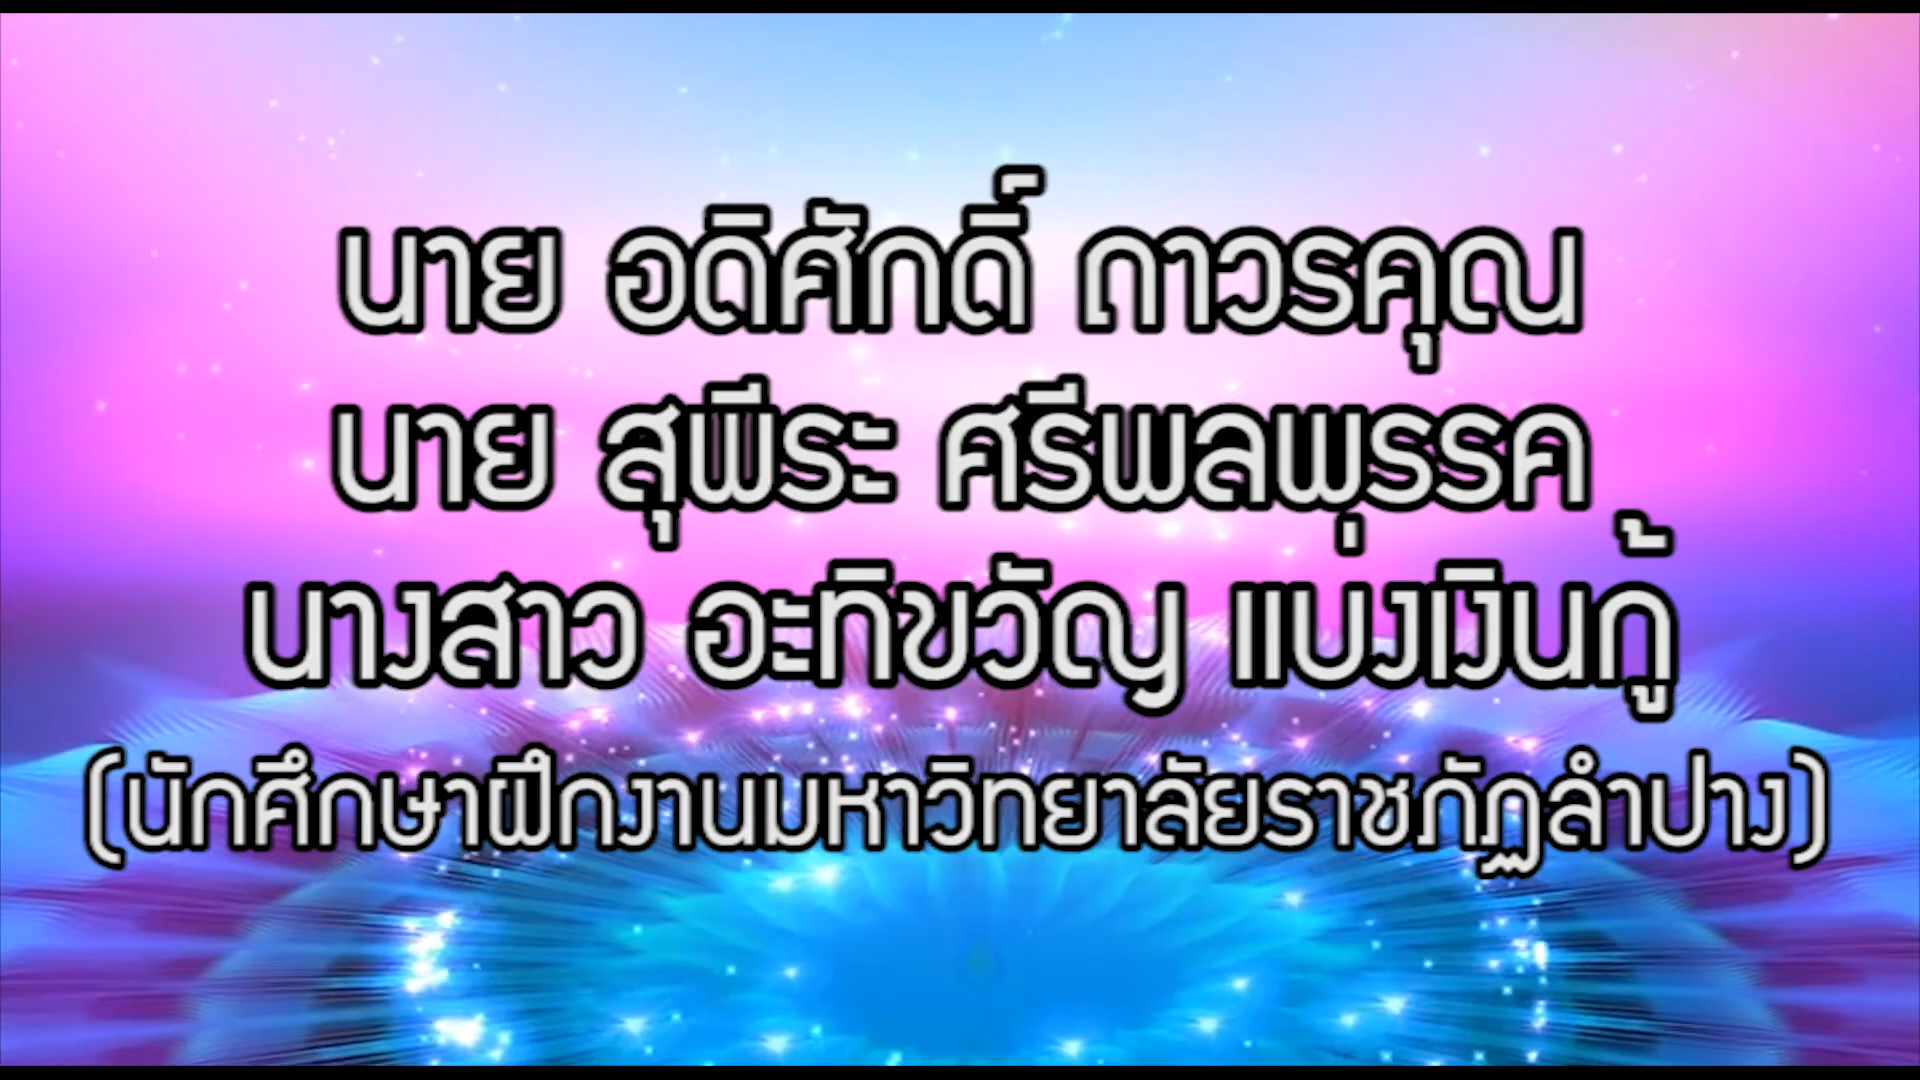 นาย อดิศักดิ์ ถาวรคุณ
นาย สุพีระ ศรีพลพุรรค
นางสาว อะทิขวัญ แบ่งเงินกู้
(นักศึกษาฝึกงานมหาวิทยาลัยราชภัฏลำปาง)